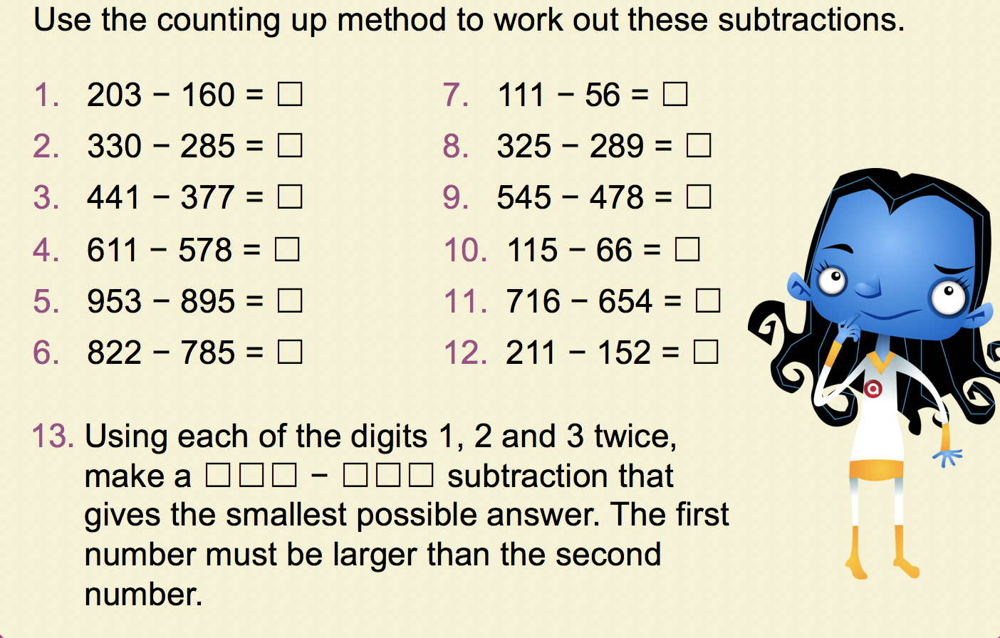 Use the counting up method to work out these subtractions.
1. 203 − 160 = □
2. 330 − 285 = □
3. 441 − 377 = □
4. 611 − 578 = □
5. 953 − 895 = □
6. 822 − 785 = □
7. 111 − 56 = □
8. 325 − 289 = □
9. 545 − 478 = □
10. 115 − 66 = □
11. 716 − 654 = □
12. 211 − 152 = □
13. Using each of the digits 1, 2 and 3 twice,
make a □□□ − □□□ subtraction that
gives the smallest possible answer. The first
number must be larger than the second
number.
a